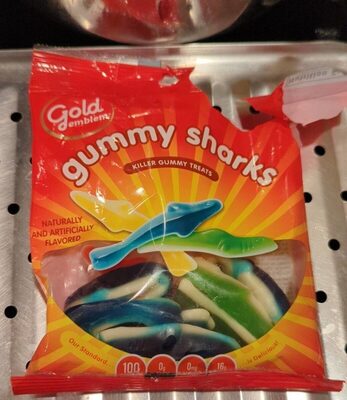 Gold
emblem
gummy sharks
KILLER GUMMY TREATS
NATURALLY
AND ARTIFICIALLY
FLAVORED
Our Standard.
is Delicious!
100
0g
0mg
16g